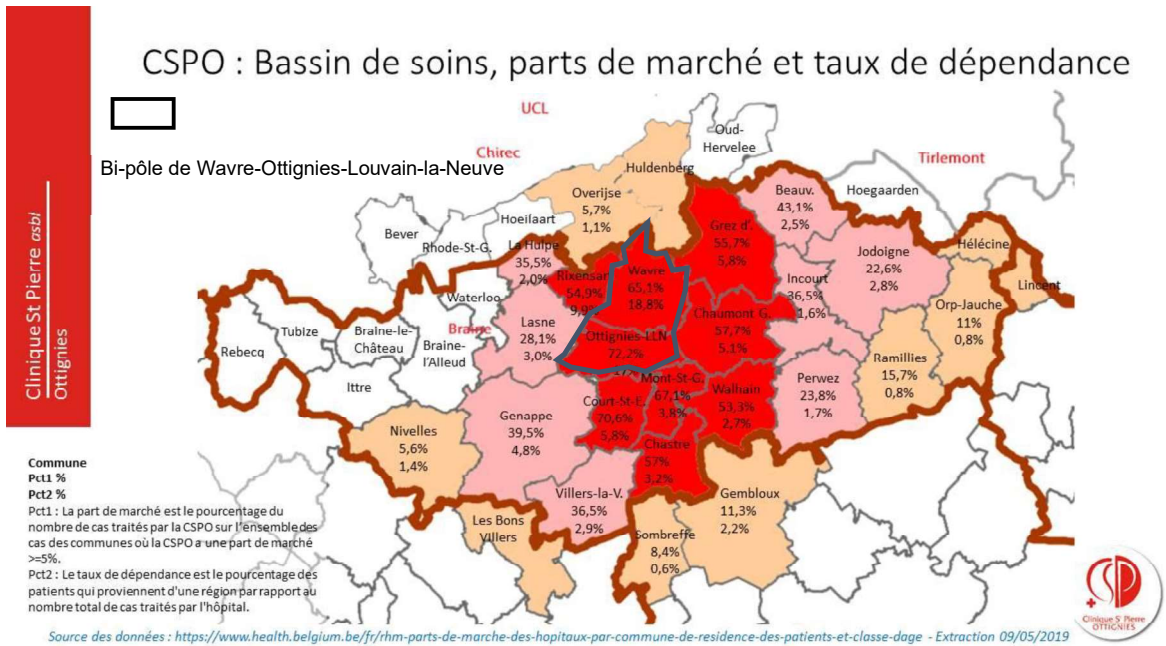 CSPO : Bassin de soins, parts de marché et taux de dépendance
Clinique St Pierre asbl
Ottignies
Bi-pôle de Wavre-Ottignies-Louvain-la-Neuve
UCL
Chirec
Tirlemont
Braine
Oud-
Hervelee
Huldenberg
Overijse
5,7%
1,1%
Hoeilaart
Bever
Rhode-St-G.
La Hulpe
35,5%
2,0%
Rixensar
54,9%
9,9%
Wavre
65,1%
18,8%
Grez d'.
55,7%
5,8%
Beauv.
43,1%
2,5%
Hoegaarden
Jodoigne
22,6%
2,8%
Hélécine
Lincent
Orp-Jauche
11%
0,8%
Incourt
36,5%
1,6%
Chaumont G.
57,7%
5.1%
Waterloo
Lasne
28,1%
3,0%
Ottignies-LLN
72,2%
Ramillies
15,7%
0,8%
Perwez
23,8%
1,7%
Walhain
53,3%
2,7%
Mont-St-G.
67,1%
3,8%
Court-St-E.
70,6%
5,8%
Chastre
57%
3,2%
Rebecq
Tubize
Braine-le-
Château
Braine-
l'Alleud
Ittre
Genappe
39,5%
4,8%
Nivelles
5,6%
1,4%
Villers-la-V.
36,5%
2,9%
Les Bons
Villers
Sombreffe
8,4%
0,6%
Gembloux
11,3%
2,2%
Commune
Pct1 %
Pct2 %
Pct1 : La part de marché est le pourcentage du
nombre de cas traités par la CSPO sur l'ensemble des
cas des communes où la CSPO a une part de marché
>=5%.
Pct2 : Le taux de dépendance est le pourcentage des
patients qui proviennent d'une région par rapport au
nombre total de cas traités par l'hôpital.
Clinique St Pierre
OTTIGNIES
Source des données : https://www.health.belgium.be/fr/rhm-parts-de-marche-des-hopitaux-par-commune-de-residence-des-patients-et-classe-dage - Extraction 09/05/2019